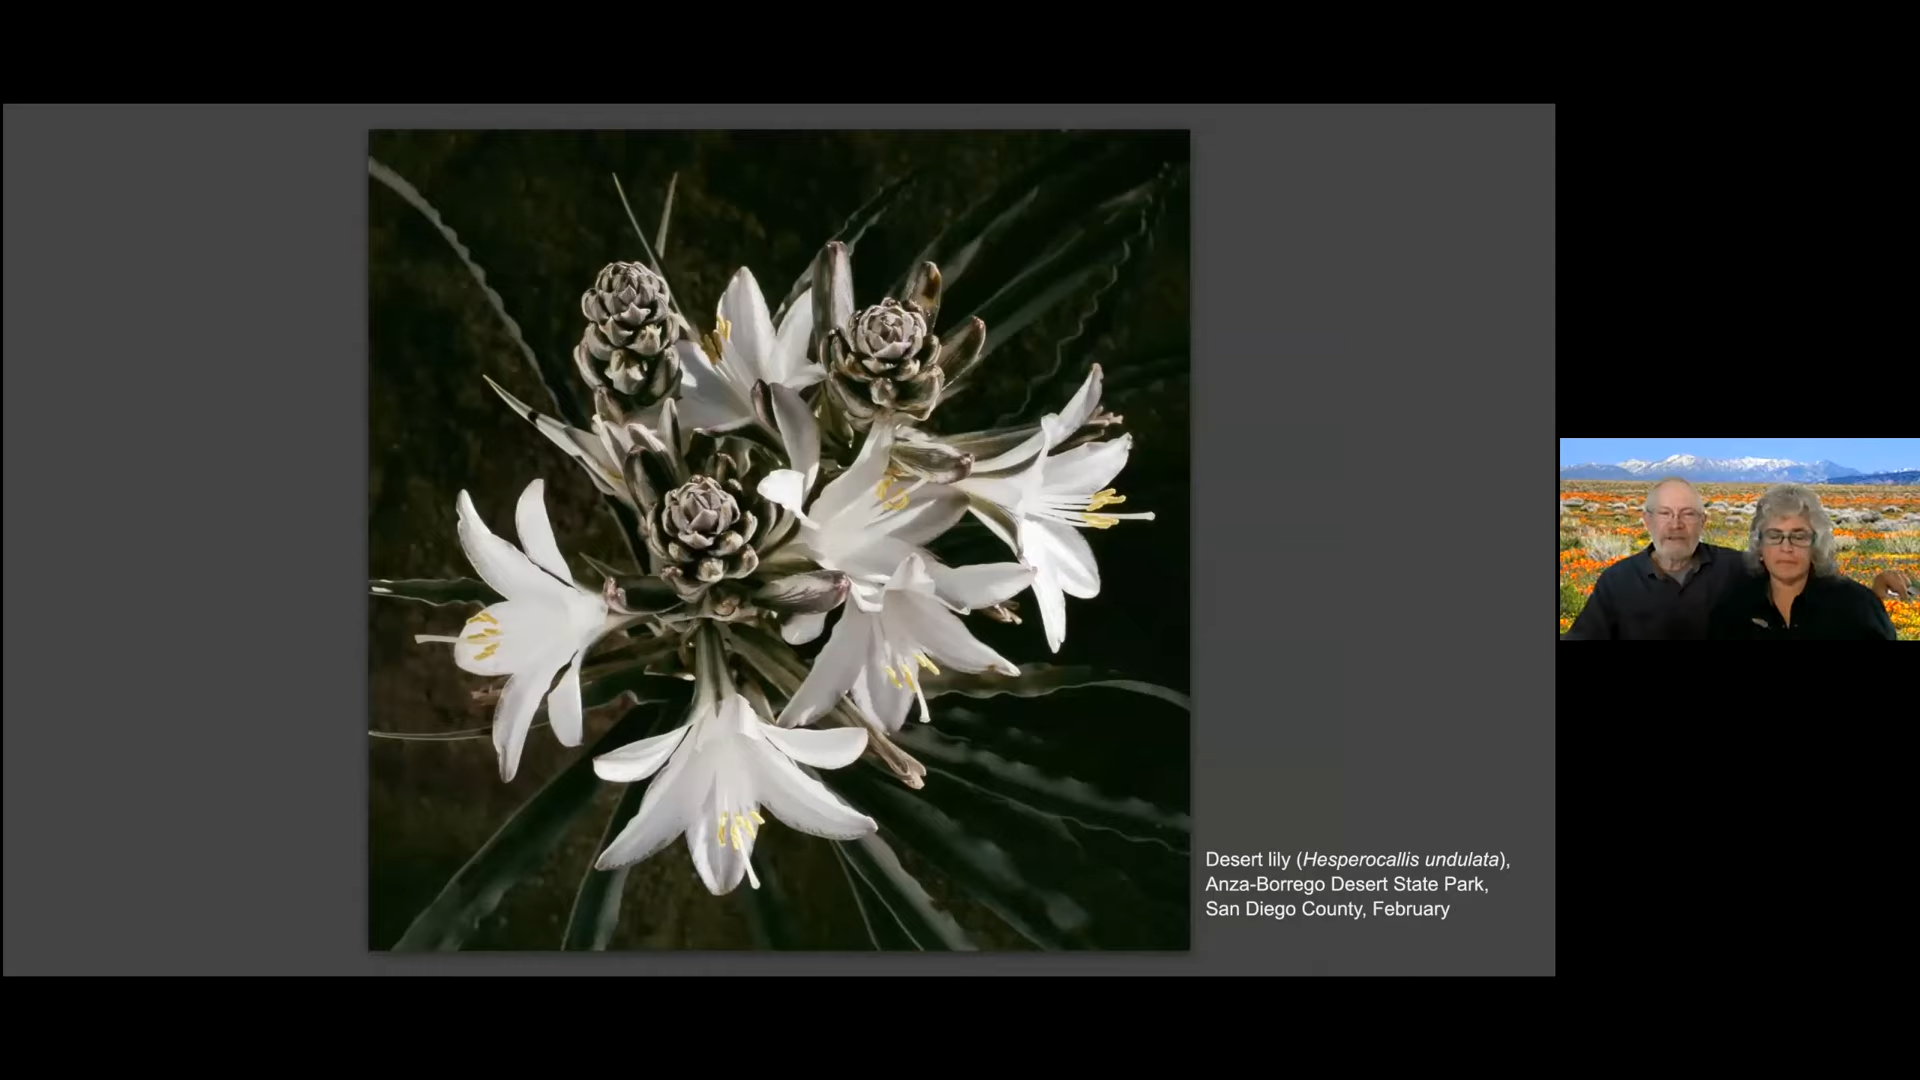 Desert lily (Hesperocallis undulata),
Anza-Borrego Desert State Park,
San Diego County, February